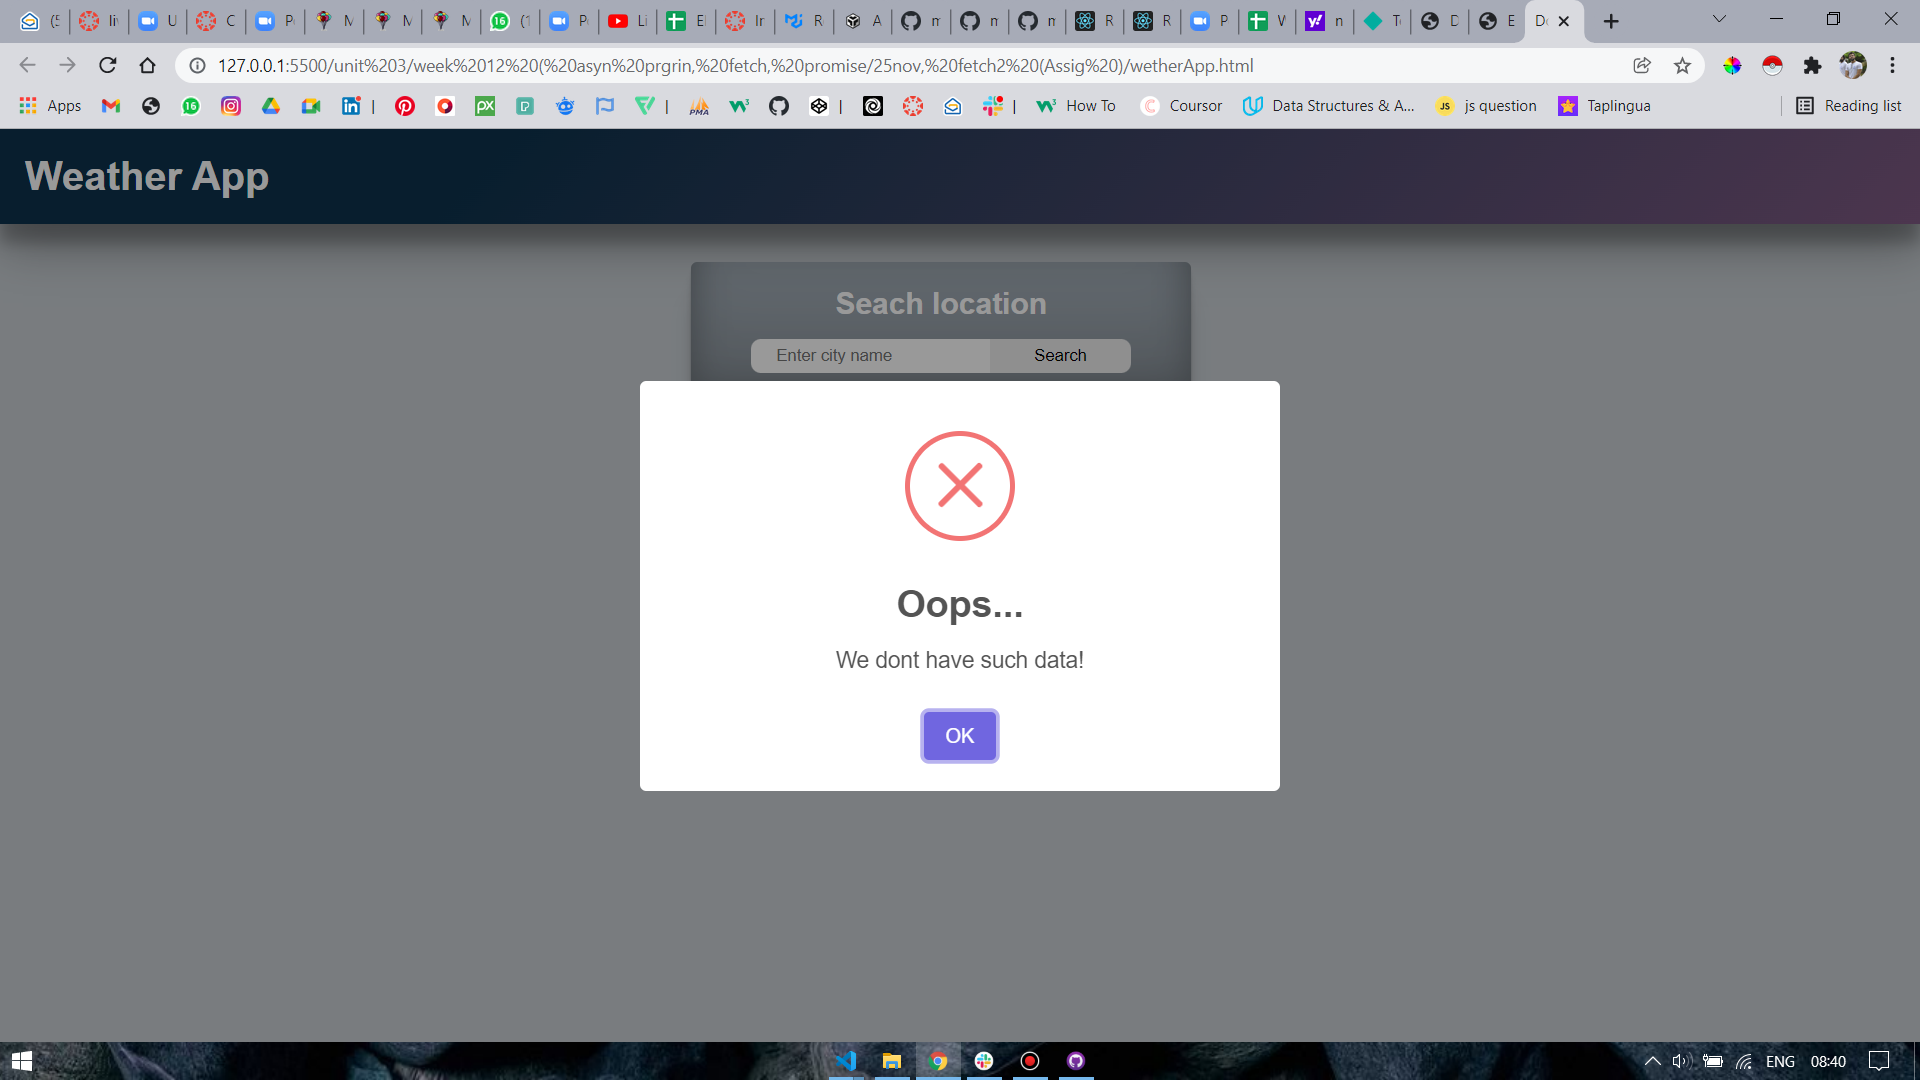 127.0.0.1:5500/unit%203/week%2012%20(%20asyn%20prgrin,%20fetch,%20promise/25nov,%20fetch2%20(Assig%20)/wetherApp.html
Apps | | | | How To Coursor Data Structures & A... js question Taplingua Reading list
Weather App
Seach location
Enter city name Search
Oops...
We dont have such data!
OK
ENG 08:40